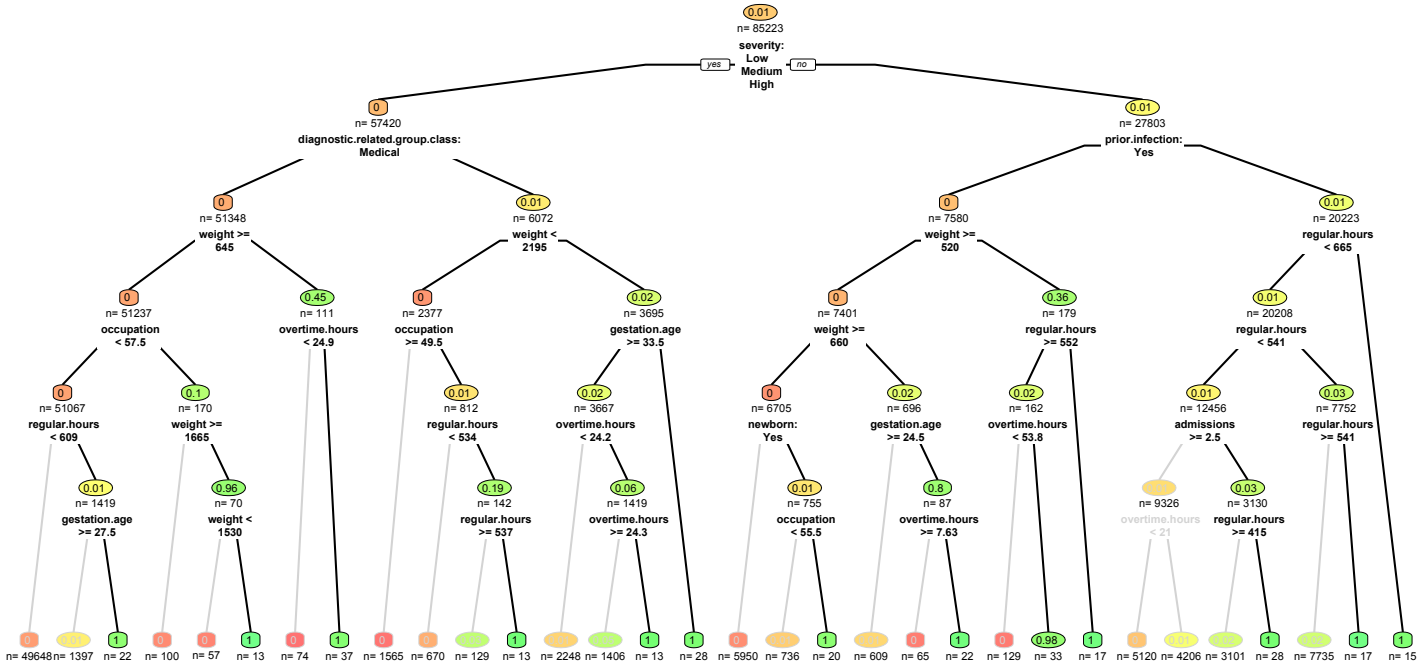 0.01
n= 85223
severity:
Low
Medium
High
yes
no
0
n= 57420
diagnostic.related.group.class:
Medical
0.01
n= 27803
prior.infection:
Yes
0
n= 51348
weight >=
645
0.01
n= 6072
weight <
2195
0
n= 7580
weight >=
520
0.01
n= 20223
regular.hours
< 665
0
n= 51237
occupation
< 57.5
0.45
n= 111
overtime.hours
< 24.9
0
n= 2377
occupation
>= 49.5
0.02
n= 3695
gestation.age
>= 33.5
0
n= 7401
weight >=
660
0.36
n= 179
regular.hours
>= 552
0.01
n= 20208
regular.hours
< 541
0
n= 51067
regular.hours
< 609
0.1
n= 170
weight >=
1665
0.01
n= 812
regular.hours
< 534
0.02
n= 3667
overtime.hours
< 24.2
0
n= 6705
newborn:
Yes
0.02
n= 696
gestation.age
>= 24.5
0.02
n= 162
overtime.hours
< 53.8
0.01
n= 12456
admissions
>= 2.5
0.03
n= 7752
regular.hours
>= 541
0.01
n= 1419
gestation.age
>= 27.5
0.96
n= 70
weight <
1530
0.19
n= 142
regular.hours
>= 537
0.06
n= 1419
overtime.hours
>= 24.3
0.01
n= 755
occupation
< 55.5
0.8
n= 87
overtime.hours
>= 7.63
n= 9326
overtime.hours
< 21
0.03
n= 3130
regular.hours
>= 415
0
n= 49648
0.01
n= 1397
1
n= 22
0
n= 100
0
n= 57
1
n= 13
0
n= 74
1
n= 37
0
n= 1565
0
n= 670
n= 129
1
n= 13
n= 2248
n= 1406
1
n= 13
1
n= 28
0
n= 5950
n= 736
1
n= 20
n= 609
0
n= 65
1
n= 22
0
n= 129
0.98
n= 33
1
n= 17
0
n= 5120
0.01
n= 4206
0.02
n= 3101
1
n= 28
0.02
n= 7735
1
n= 17
1
n= 15